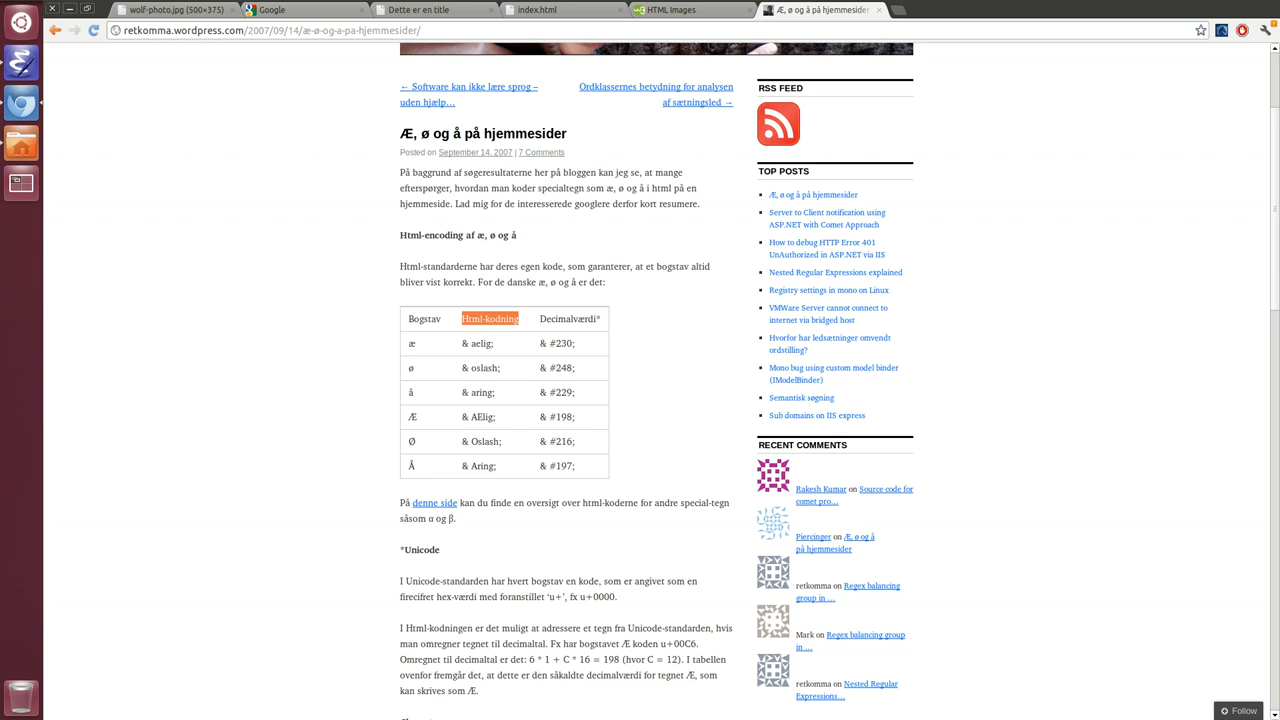 wolf-photo.jpg (500×375)
Google
Dette er en title
index.html
HTML Images
Æ, ø og å på hjemmesider
retkomma.wordpress.com/2007/09/14/æ-ø-og-a-pa-hjemmesider/
← Software kan ikke lære sprog –
uden hjælp…
Ordklassernes betydning for analysen
af sætningsled →
Æ, ø og å på hjemmesider
Posted on September 14, 2007 | 7 Comments
På baggrund af søgeresultaterne her på bloggen kan jeg se, at mange
efterspørger, hvordan man koder specialtegn som æ, ø og å i html på en
hjemmeside. Lad mig for de interesserede googlere derfor kort resumere.
Html-encoding af æ, ø og å
Html-standarderne har deres egen kode, som garanterer, at et bogstav altid
bliver vist korrekt. For de danske æ, ø og å er det:
Bogstav Html-kodning Decimalværdi*
æ & aelig; & #230;
ø & oslash; & #248;
å & aring; & #229;
Æ & AElig; & #198;
Ø & Oslash; & #216;
Å & Aring; & #197;
På denne side kan du finde en oversigt over html-koderne for andre special-tegn
såsom α og β.
*Unicode
I Unicode-standarden har hvert bogstav en kode, som er angivet som en
firecifret hex-værdi med foranstillet ‘u+’, fx u+0000.
I Html-kodningen er det muligt at adressere et tegn fra Unicode-standarden, hvis
man omregner tegnet til decimaltal. Fx har bogstavet Æ koden u+00C6.
Omregnet til decimaltal er det: 6 * 1 + C * 16 = 198 (hvor C = 12). I tabellen
ovenfor fremgår det, at dette er den såkaldte decimalværdi for tegnet Æ, som
kan skrives som Æ.
RSS FEED
TOP POSTS
Æ, ø og å på hjemmesider
Server to Client notification using
ASP.NET with Comet Approach
How to debug HTTP Error 401
UnAuthorized in ASP.NET via IIS
Nested Regular Expressions explained
Registry settings in mono on Linux
VMWare Server cannot connect to
internet via bridged host
Hvorfor har ledsætninger omvendt
ordstilling?
Mono bug using custom model binder
(IModelBinder)
Semantisk søgning
Sub domains on IIS express
RECENT COMMENTS
Rakesh Kumar on Source code for
comet pro…
Piercinger on Æ, ø og å
på hjemmesider
retkomma on Regex balancing
group in …
Mark on Regex balancing group
in …
retkomma on Nested Regular
Expressions…
Follow